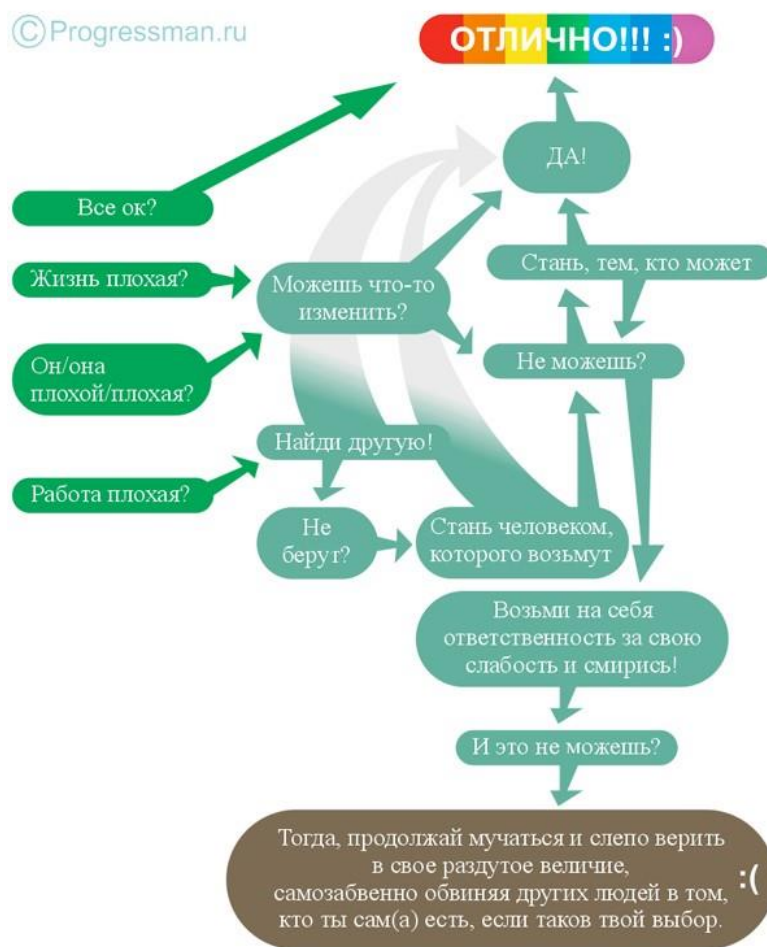 © Progressman.ru
ОТЛИЧНО!!! :)
ДА!
Все ок?
Стань, тем, кто может
Жизнь плохая?
Можешь что-то
изменить?
Не можешь?
Он/она
плохой/плохая?
Найди другую!
Работа плохая?
Не
берут?
Стань человеком,
которого возьмут
Возьми на себя
ответственность за свою
слабость и смирись!
И это не можешь?
Тогда, продолжай мучаться и слепо верить
в свое раздутое величие,
самозабвенно обвиняя других людей в том,
кто ты сам(а) есть, если таков твой выбор.
:(